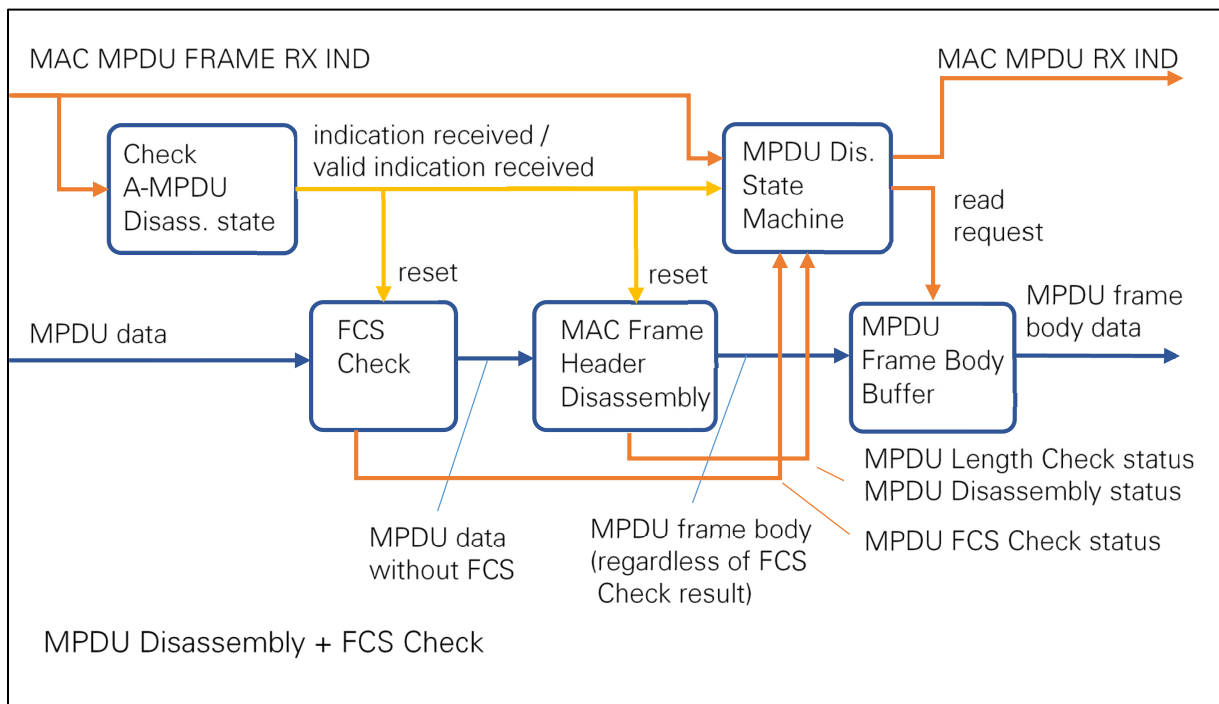 MAC MPDU FRAME RX IND
MAC MPDU RX IND
indication received /
valid indication received
Check
A-MPDU
Disass. state
MPDU Dis.
State
Machine
read
request
reset
reset
MPDU data
FCS
Check
MAC Frame
Header
Disassembly
MPDU
Frame Body
Buffer
MPDU frame
body data
MPDU Length Check status
MPDU Disassembly status
MPDU FCS Check status
MPDU data
without FCS
MPDU frame body
(regardless of FCS
Check result)
MPDU Disassembly + FCS Check